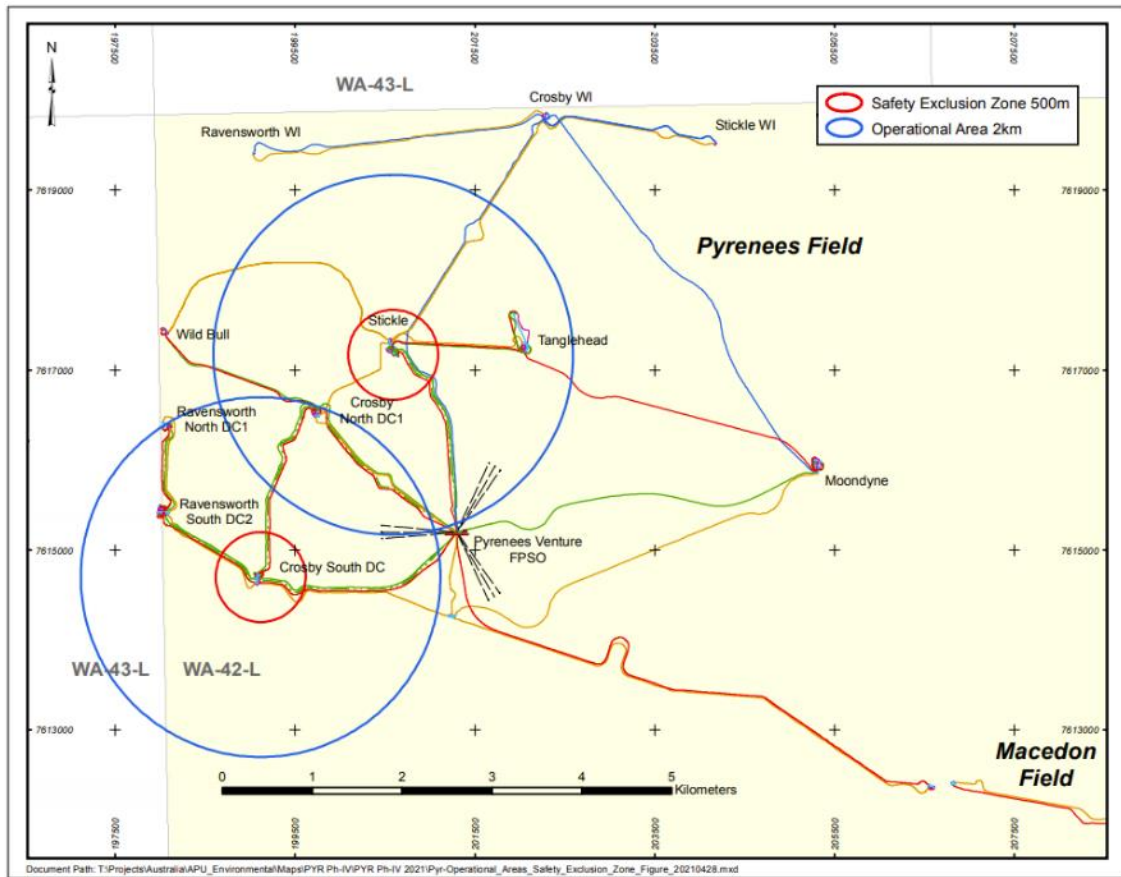 197500
199500
201500
203500
205500
207500
N
WA-43-L
Crosby WI
Ravensworth WI
Stickle WI
Safety Exclusion Zone 500m
Operational Area 2km
7619000
7619000
Pyrenees Field
Wild Bull
Stickle
Tanglehead
7617000
7617000
Ravensworth
North DC1
Crosby
North DC1
Moondyne
Ravensworth
South DC2
Pyrenees Venture
FPSO
7615000
7615000
Crosby South DC
WA-43-L
WA-42-L
7613000
7613000
Macedon
Field
0
1
2
3
4
5
Kilometers
197500
199500
201500
203500
205500
207500
Document Path: T:\Projects\Australia\APU_Environmental\Maps\PYR Ph-IV\PYR Ph-IV 2021\Pyr-Operational_Areas_Safety_Exclusion_Zone_Figure_20210428.mxd